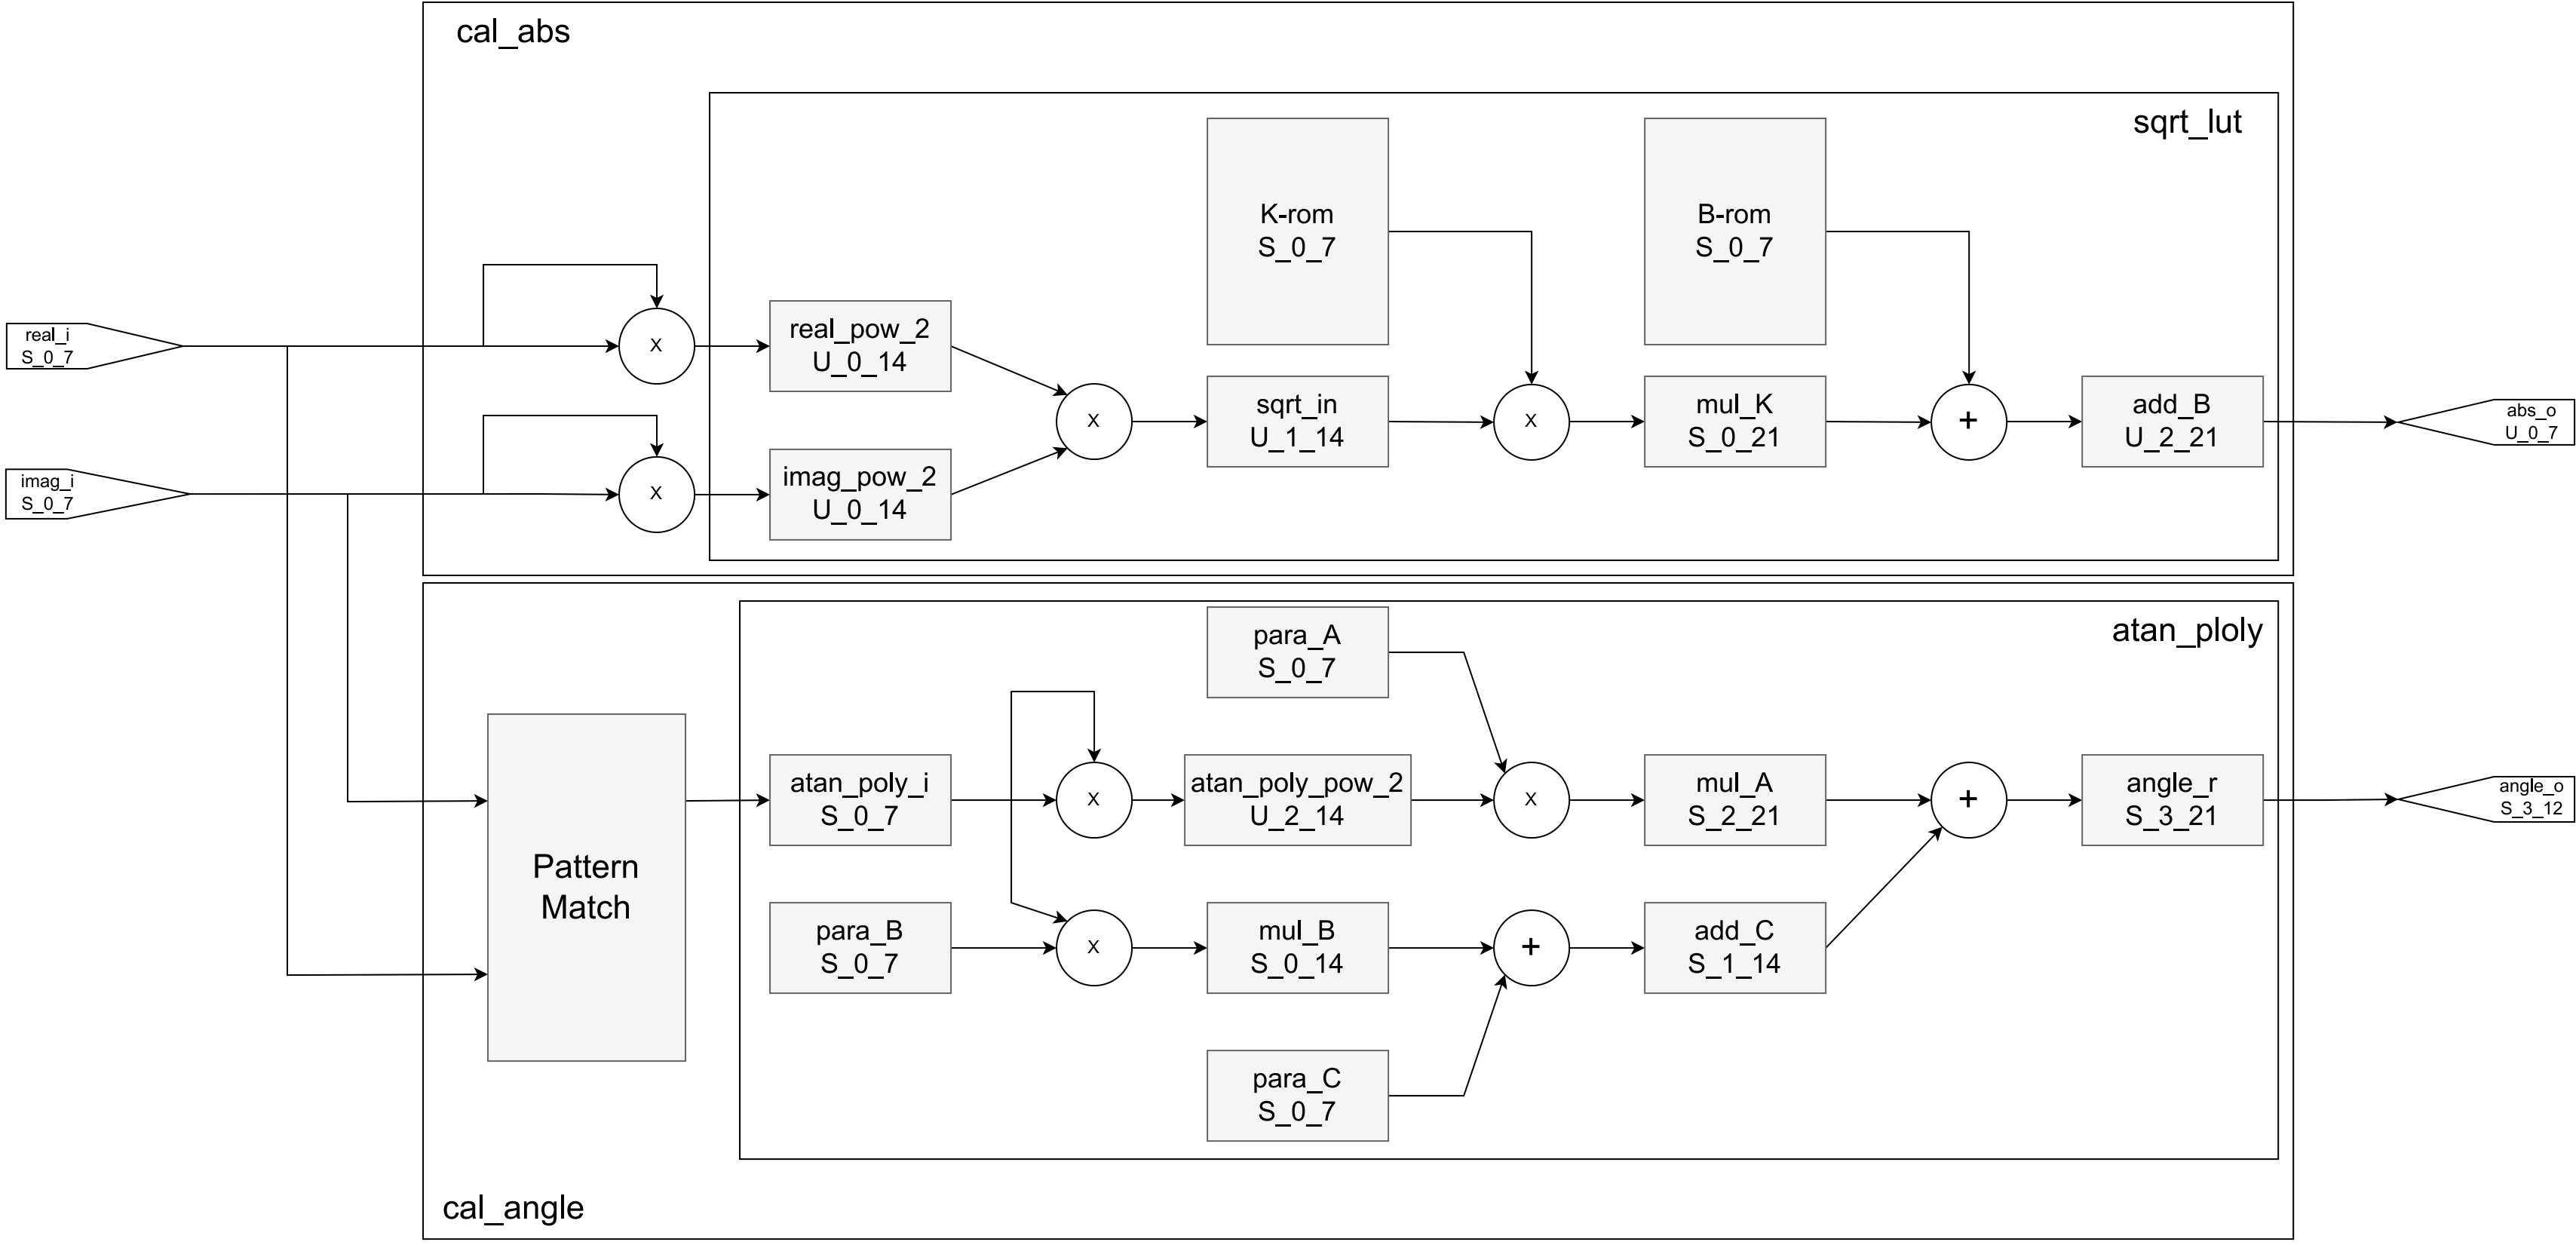 cal_abs
sqrt_lut
K-rom
S_0_7
B-rom
S_0_7
real_i
S_0_7
x
real_pow_2
U_0_14
x
sqrt_in
U_1_14
x
mul_K
S_0_21
+
add_B
U_2_21
abs_o
U_0_7
imag_i
S_0_7
x
imag_pow_2
U_0_14
atan_ploly
para_A
S_0_7
Pattern
Match
atan_poly_i
S_0_7
x
atan_poly_pow_2
U_2_14
x
mul_A
S_2_21
+
angle_r
S_3_21
angle_o
S_3_12
para_B
S_0_7
x
mul_B
S_0_14
+
add_C
S_1_14
para_C
S_0_7
cal_angle